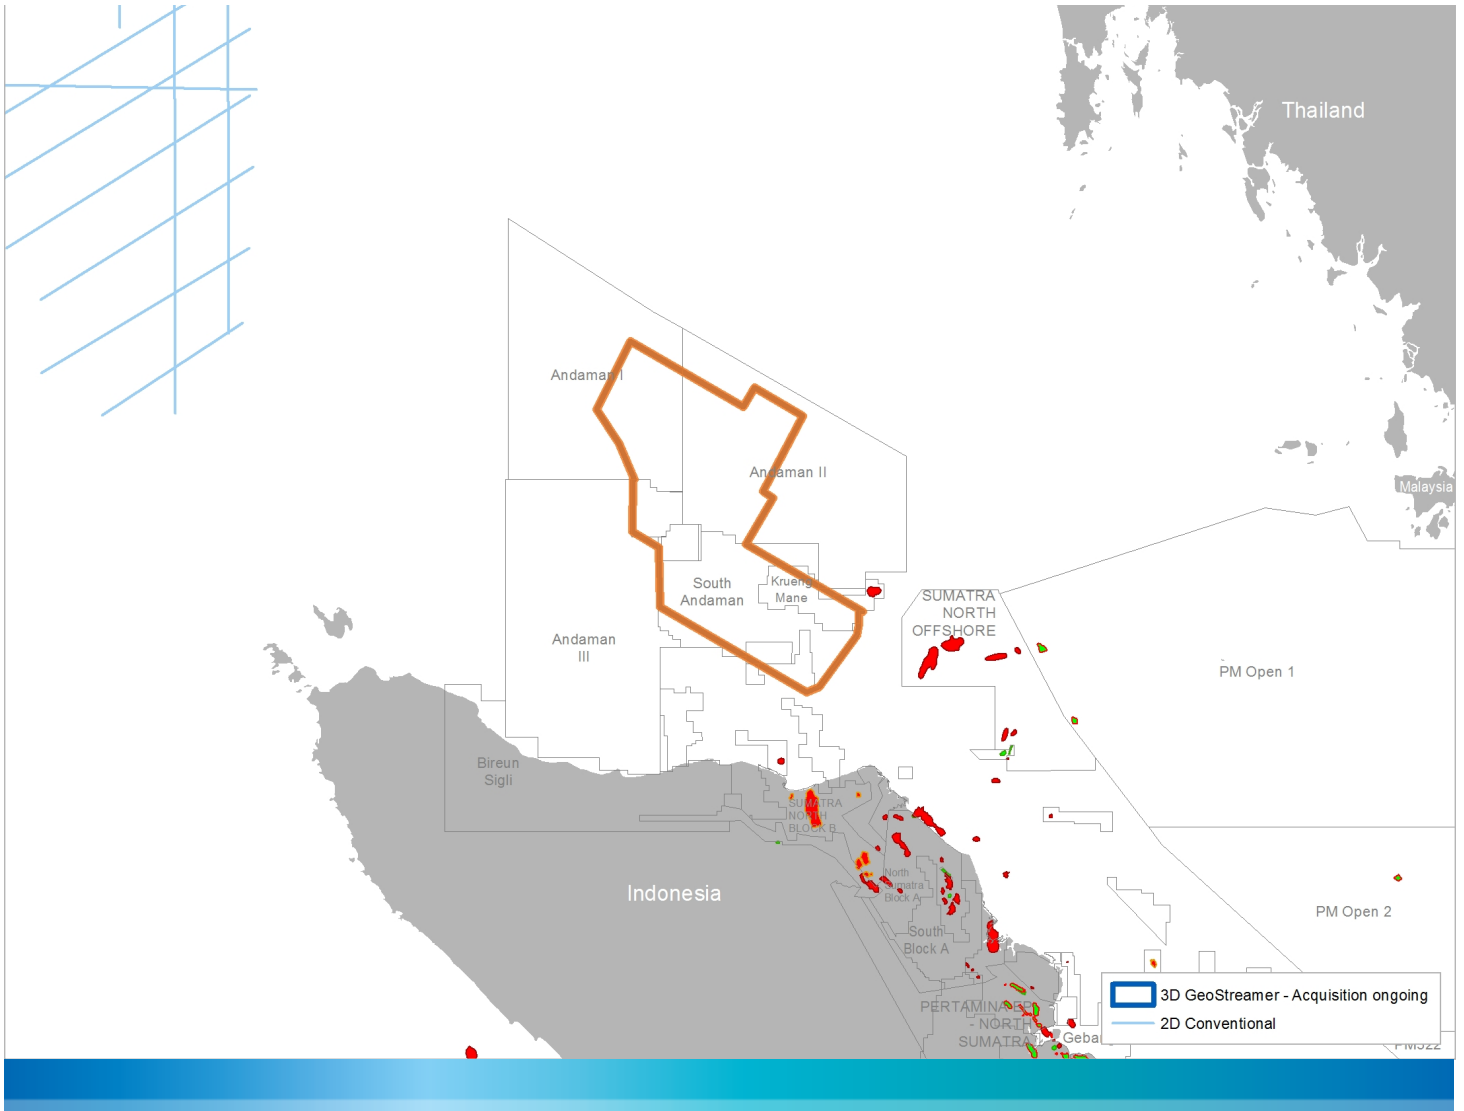 Thailand
Andaman I
Andaman II
Malaysia
South
Andaman
Krueng
Mane
SUMATRA
NORTH
OFFSHORE
Andaman
III
PM Open 1
Bireun
Sigli
SUMATRA
NORTH
BLOCK B
Indonesia
North
Sumatra
Block A
South
Block A
PM Open 2
PERTAMINA EP
- NORTH
SUMATRA
Gebang
3D GeoStreamer - Acquisition ongoing
2D Conventional
PM322